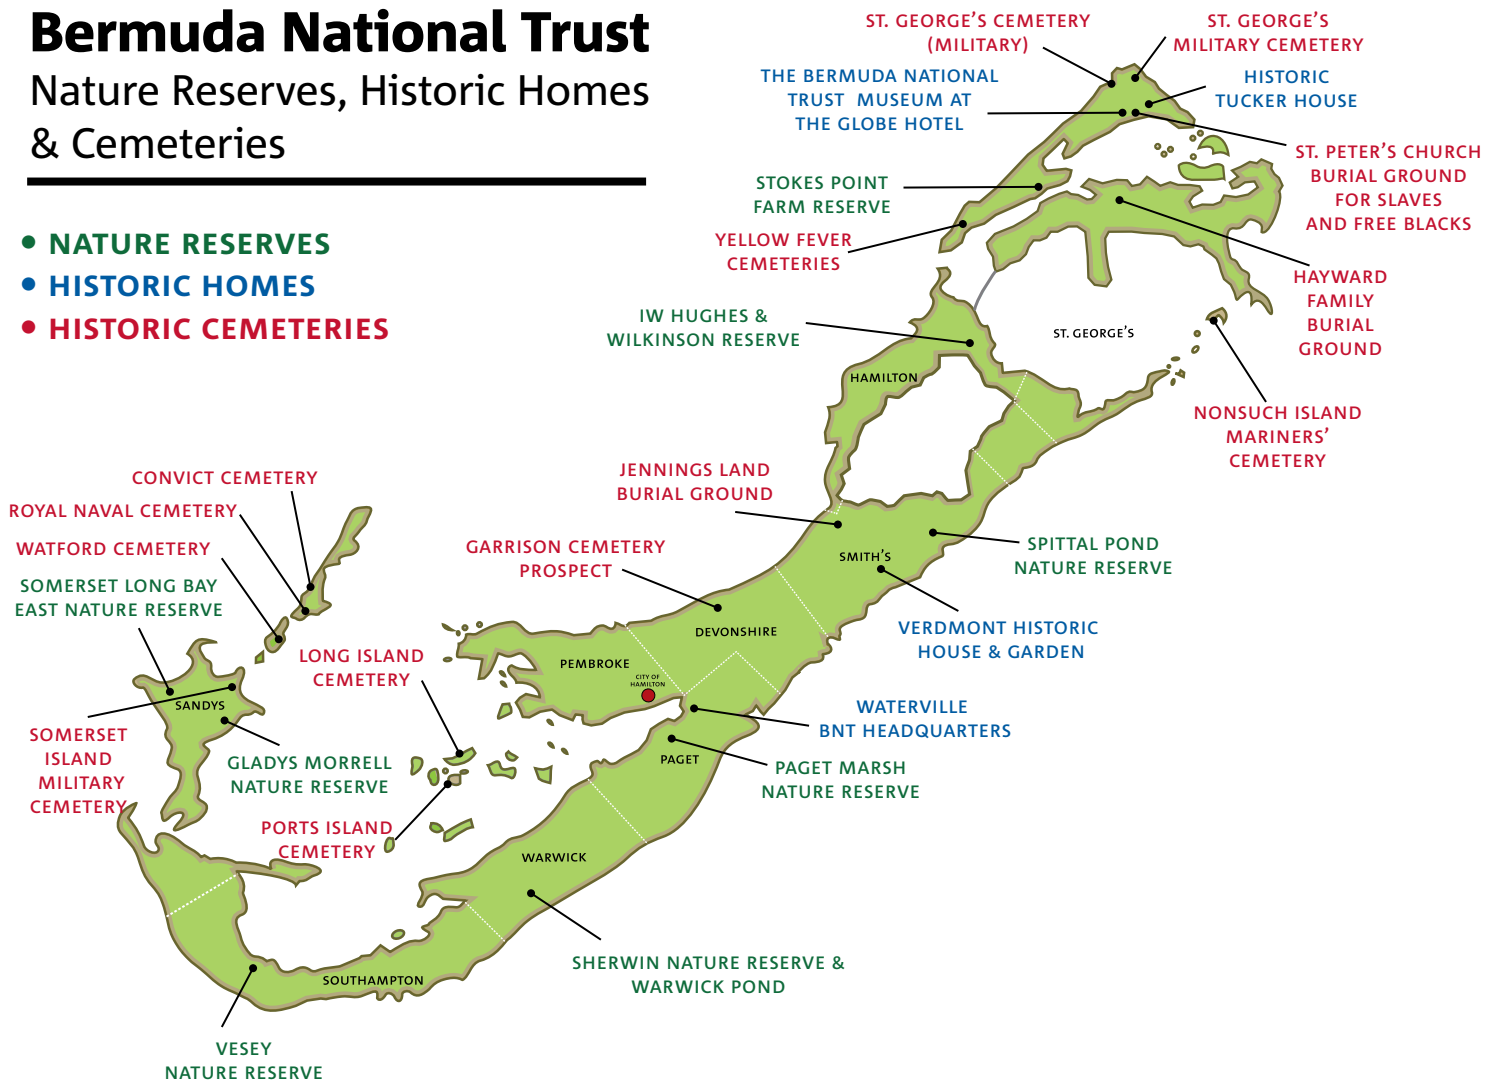 Bermuda National Trust
Nature Reserves, Historic Homes
& Cemeteries
• NATURE RESERVES
• HISTORIC HOMES
• HISTORIC CEMETERIES
ST. GEORGE'S CEMETERY
(MILITARY)
ST. GEORGE'S
MILITARY CEMETERY
THE BERMUDA NATIONAL
TRUST MUSEUM AT
THE GLOBE HOTEL
HISTORIC
TUCKER HOUSE
ST. PETER'S CHURCH
BURIAL GROUND
FOR SLAVES
AND FREE BLACKS
STOKES POINT
FARM RESERVE
YELLOW FEVER
CEMETERIES
HAYWARD
FAMILY
BURIAL
GROUND
IW HUGHES &
WILKINSON RESERVE
ST. GEORGE'S
HAMILTON
NONSUCH ISLAND
MARINERS'
CEMETERY
JENNINGS LAND
BURIAL GROUND
CONVICT CEMETERY
ROYAL NAVAL CEMETERY
WATFORD CEMETERY
SOMERSET LONG BAY
EAST NATURE RESERVE
GARRISON CEMETERY
PROSPECT
SMITH'S
SPITTAL POND
NATURE RESERVE
VERDMONT HISTORIC
HOUSE & GARDEN
DEVONSHIRE
PEMBROKE
CITY OF
HAMILTON
LONG ISLAND
CEMETERY
SANDYS
SOMERSET
ISLAND
MILITARY
CEMETERY
GLADYS MORRELL
NATURE RESERVE
WATERVILLE
BNT HEADQUARTERS
PAGET
PAGET MARSH
NATURE RESERVE
PORTS ISLAND
CEMETERY
WARWICK
SHERWIN NATURE RESERVE &
WARWICK POND
SOUTHAMPTON
VESEY
NATURE RESERVE